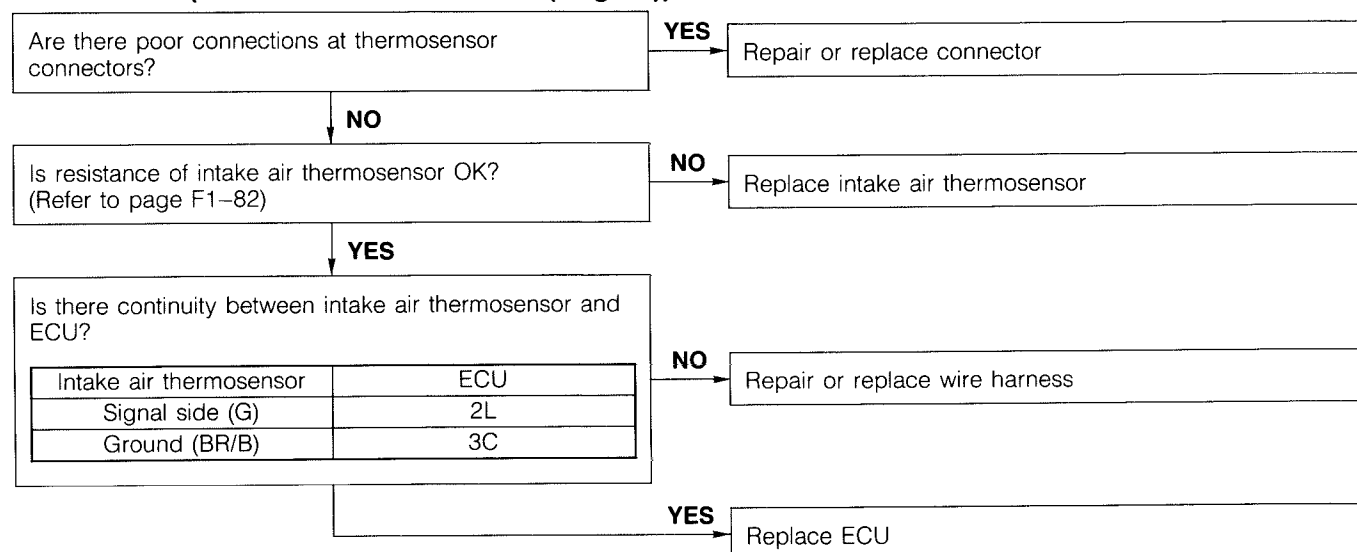 Are there poor connections at thermosensor
connectors?
YES
Repair or replace connector
NO
Is resistance of intake air thermosensor OK?
(Refer to page F1–82)
NO
Replace intake air thermosensor
YES
Is there continuity between intake air thermosensor and
ECU?
Intake air thermosensor ECU
Signal side (G) 2L
Ground (BR/B) 3C
NO
Repair or replace wire harness
YES
Replace ECU